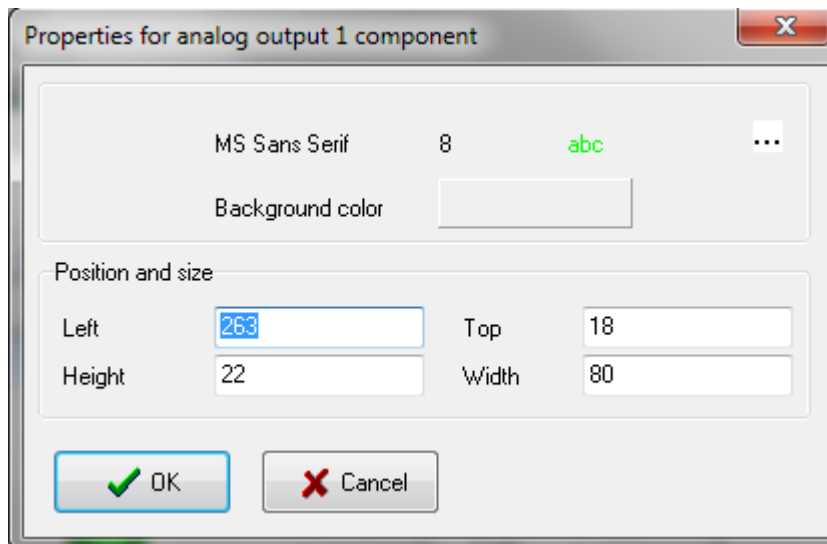 Properties for analog output 1 component
MS Sans Serif 8 abc ...
Background color
Position and size
Left 263 Top 18
Height 22 Width 80
OK Cancel